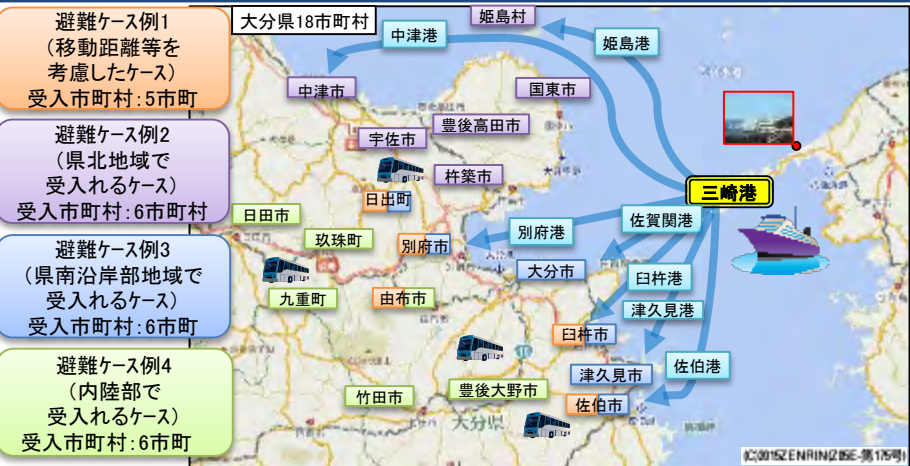 避難ケース例1
(移動距離等を
考慮したケース)
受入市町村:5市町
避難ケース例2
(県北地域で
受入れるケース)
受入市町村:6市町村
避難ケース例3
(県南沿岸部地域で
受入れるケース)
受入市町村:6市町
避難ケース例4
(内陸部で
受入れるケース)
受入市町村:6市町
大分県18市町村
姫島村
中津港
姫島港
中津市
国東市
豊後高田市
宇佐市
杵築市
日出町
三崎港
日田市
佐賀関港
別府港
玖珠町
別府市
大分市
臼杵港
九重町
由布市
津久見港
臼杵市
佐伯港
津久見市
竹田市
豊後大野市
佐伯市
大分県
(C)2015ZENRIN(Z05E-第175号)